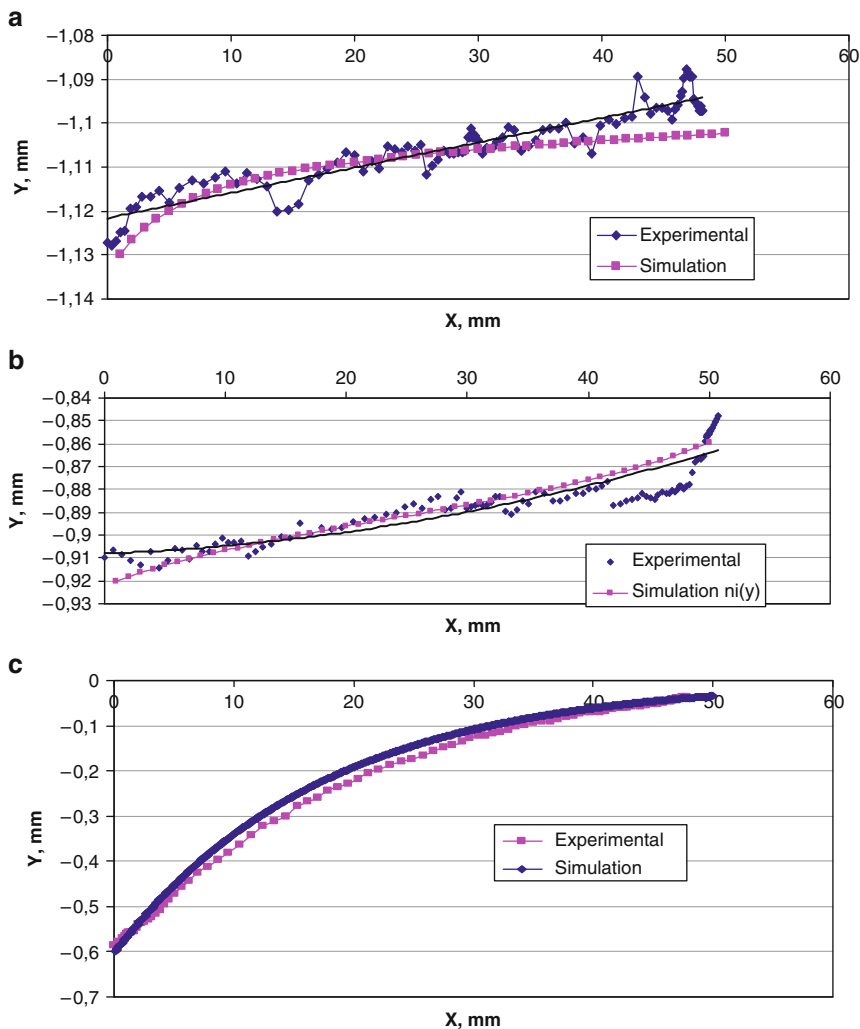 a
−1,08
0 10 20 30 40 50 60
−1,09
−1,1
−1,11
−1,12
−1,13
−1,14
Y, mm
Experimental
Simulation
X, mm
b
0 10 20 30 40 50 60
−0,84
−0,85
−0,86
−0,87
−0,88
−0,89
−0,9
−0,91
−0,92
−0,93
Y, mm
Experimental
Simulation ni(y)
X, mm
c
0
0 10 20 30 40 50 60
−0,1
−0,2
−0,3
−0,4
−0,5
−0,6
−0,7
Y, mm
Experimental
Simulation
X, mm